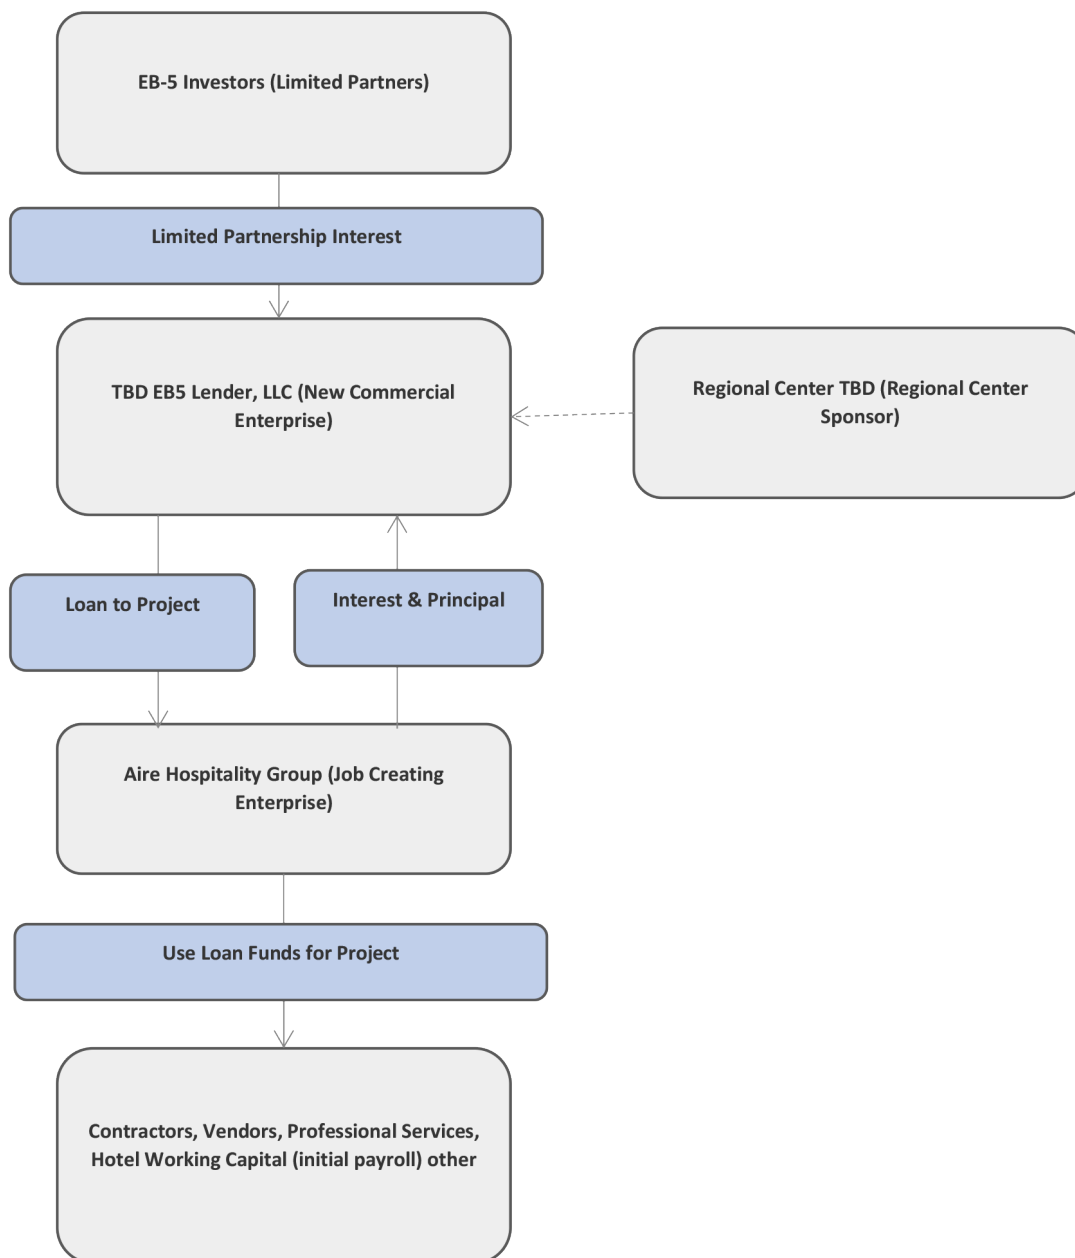 EB-5 Investors (Limited Partners)
Limited Partnership Interest
TBD EB5 Lender, LLC (New Commercial
Enterprise)
Regional Center TBD (Regional Center
Sponsor)
Loan to Project
Interest & Principal
Aire Hospitality Group (Job Creating
Enterprise)
Use Loan Funds for Project
Contractors, Vendors, Professional Services,
Hotel Working Capital (initial payroll) other